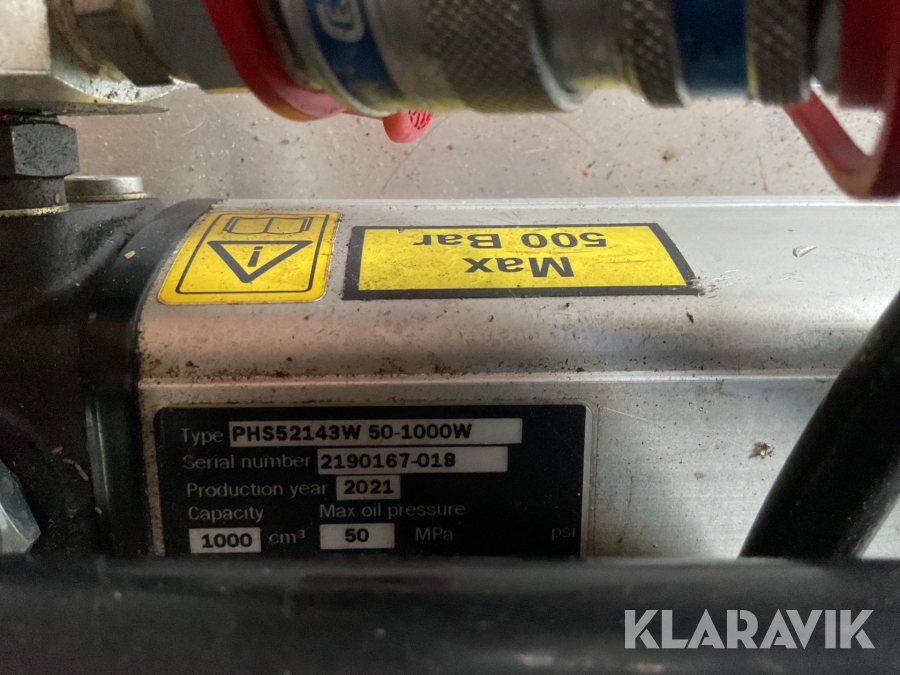 Max
500 Bar
Type PHS52143W 50-1000W
Serial number 2190167-018
Production year 2021
Capacity Max oil pressure
1000 cm³ 50 MPa psi
KLARAVIK